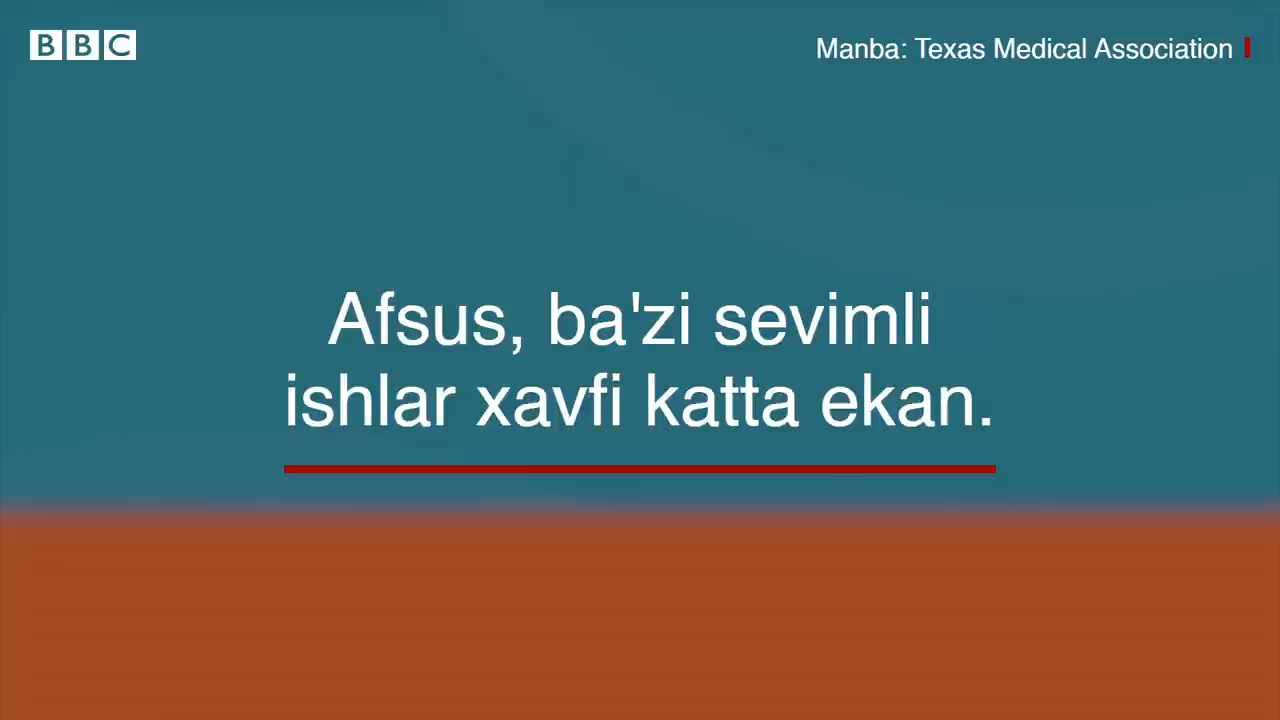 BBC
Manba: Texas Medical Association
Afsus, ba'zi sevimli
ishlar xavfi katta ekan.